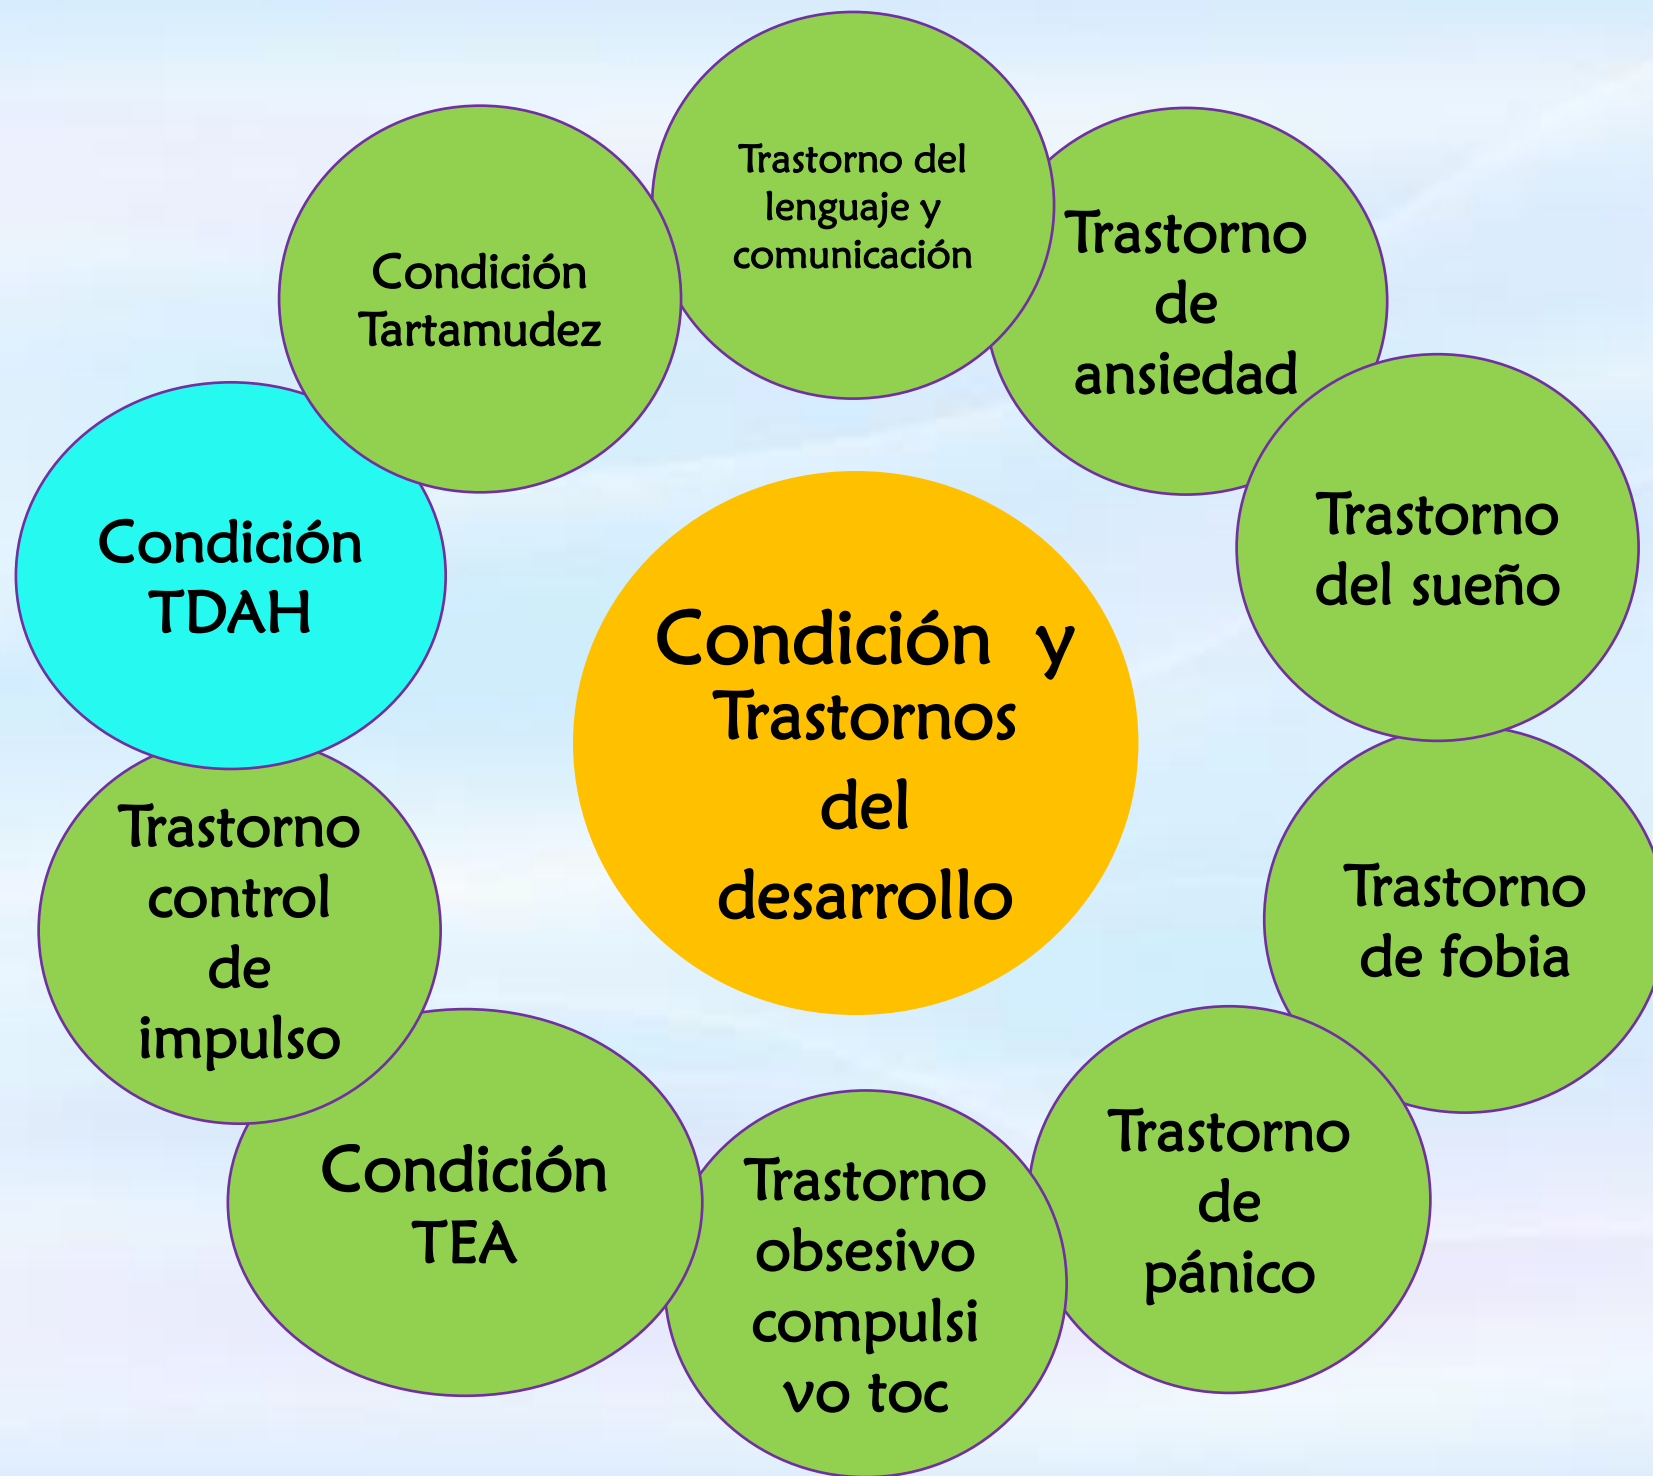 Trastorno del
lenguaje y
comunicación
Trastorno
de
ansiedad
Trastorno
del sueño
Trastorno
de fobia
Trastorno
de
pánico
Trastorno
obsesivo
compulsi
vo toc
Condición
TEA
Trastorno
control
de
impulso
Condición
TDAH
Condición
Tartamudez
Condición y
Trastornos
del
desarrollo